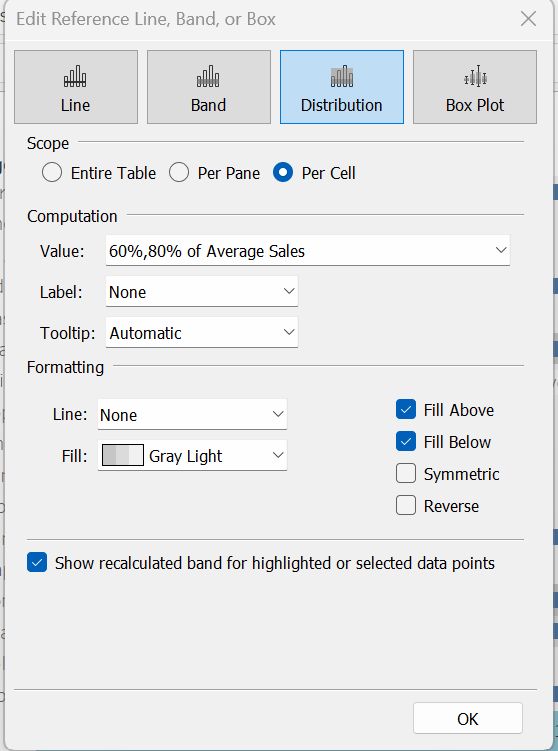 Edit Reference Line, Band, or Box
Line Band Distribution Box Plot
Scope
Entire Table Per Pane Per Cell
Computation
Value: 60%,80% of Average Sales
Label: None
Tooltip: Automatic
Formatting
Line: None Fill Above
Fill Below
Fill: Gray Light
Symmetric
Reverse
Show recalculated band for highlighted or selected data points
OK